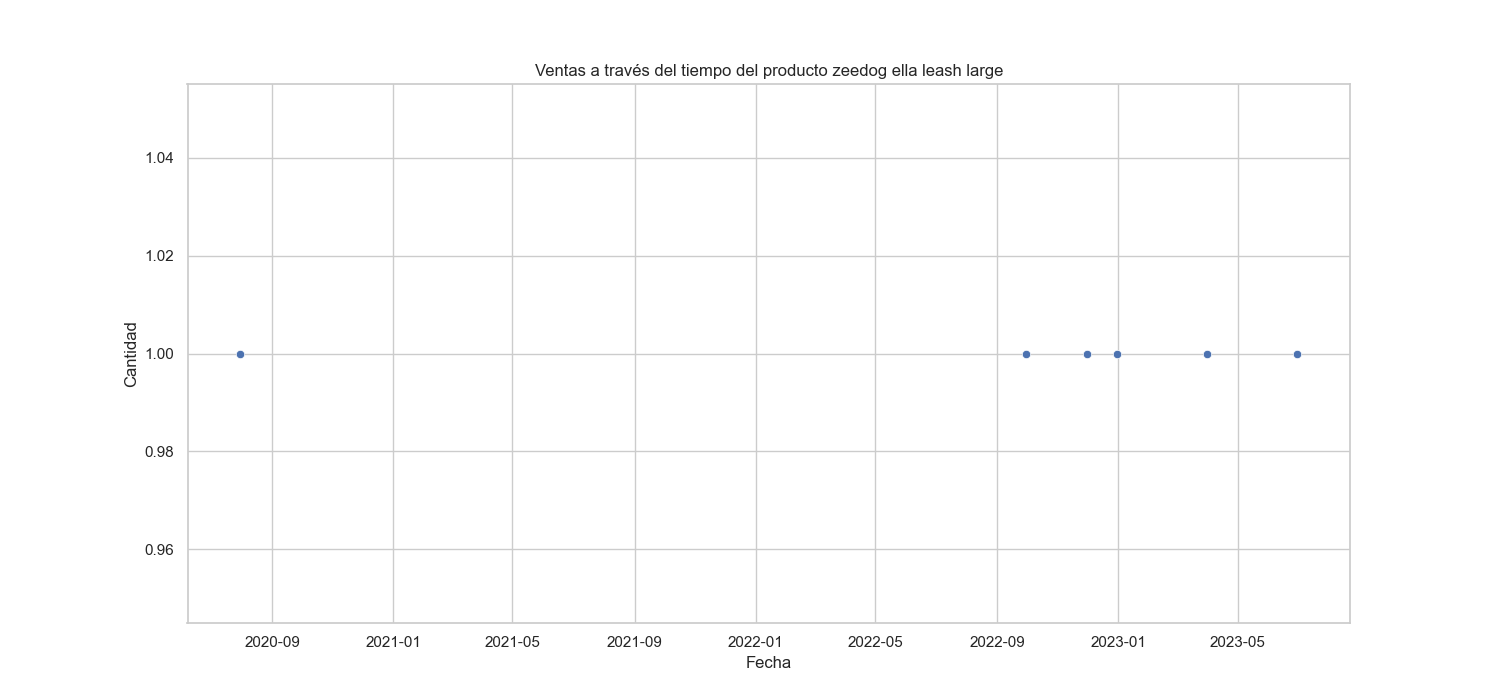 Ventas a través del tiempo del producto zeedog ella leash large
1.04
1.02
1.00
0.98
0.96
Cantidad
2020-09 2021-01 2021-05 2021-09 2022-01 2022-05 2022-09 2023-01 2023-05
Fecha